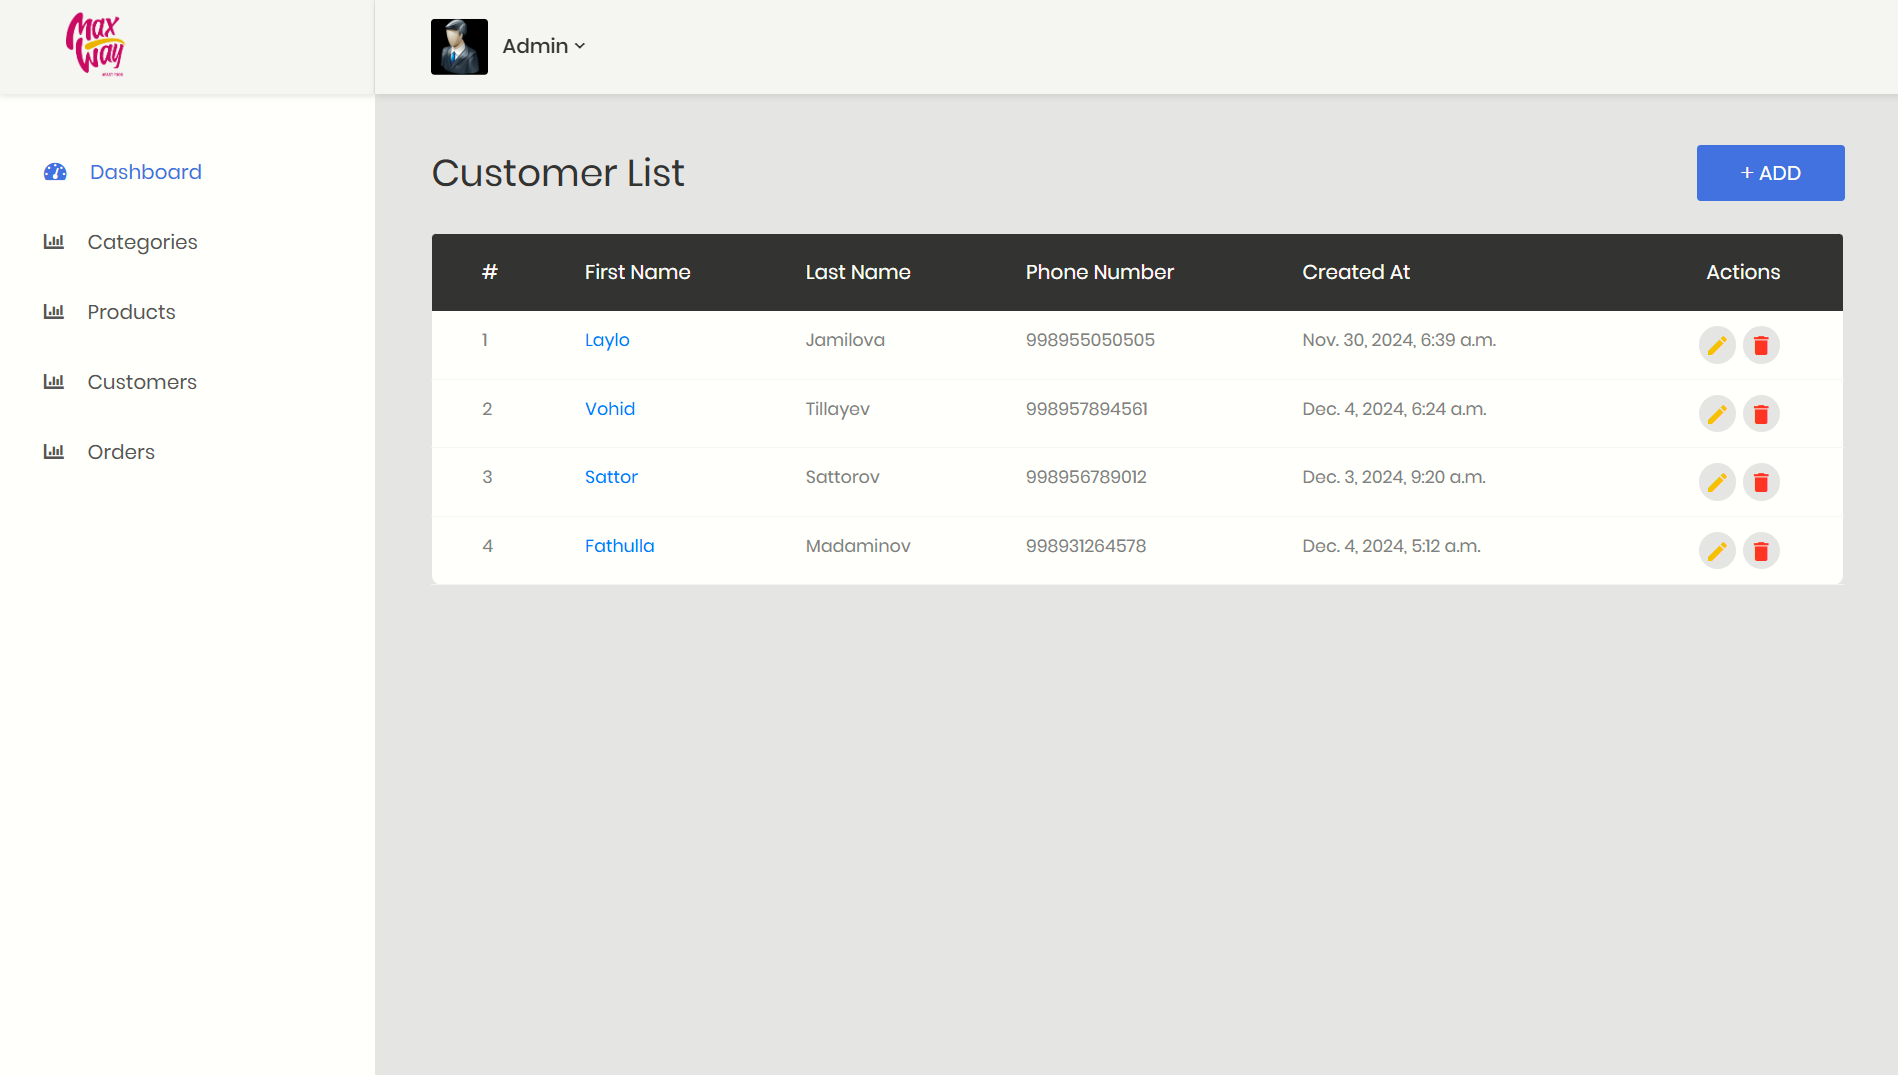 Max
Way
Admin
Dashboard
Categories
Products
Customers
Orders
Customer List
+ ADD
# First Name Last Name Phone Number Created At Actions
1 Laylo Jamilova 998955050505 Nov. 30, 2024, 6:39 a.m.
2 Vohid Tillayev 998957894561 Dec. 4, 2024, 6:24 a.m.
3 Sattor Sattorov 998956789012 Dec. 3, 2024, 9:20 a.m.
4 Fathulla Madaminov 998931264578 Dec. 4, 2024, 5:12 a.m.